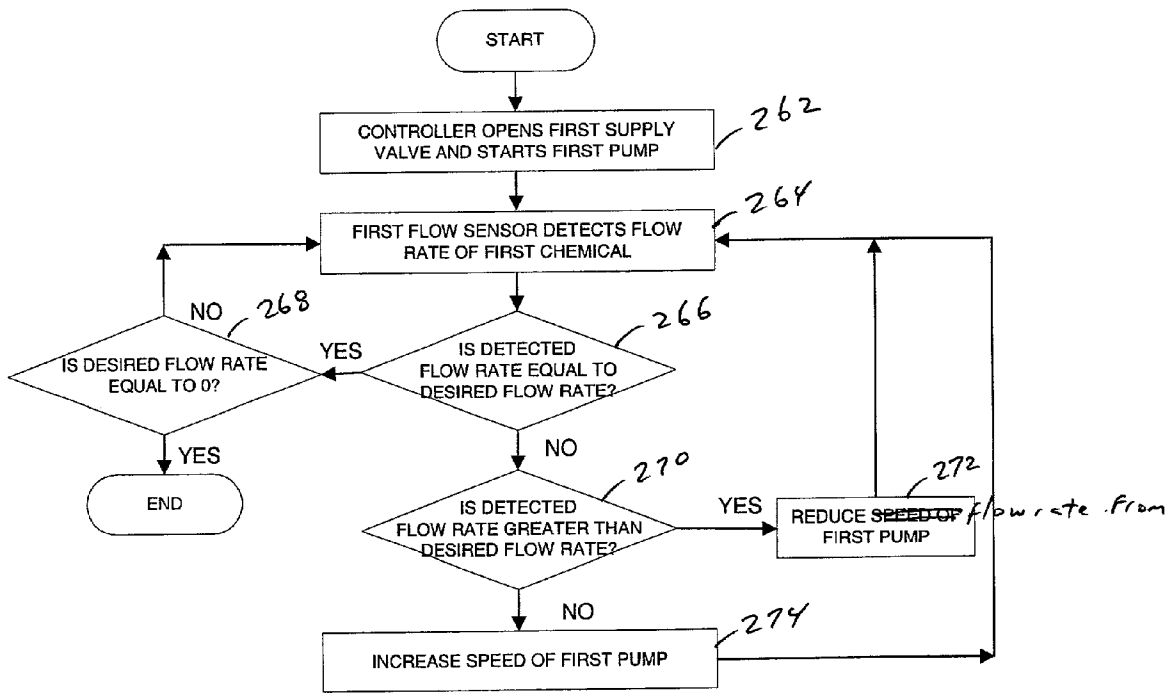 START
CONTROLLER OPENS FIRST SUPPLY
VALVE AND STARTS FIRST PUMP
262
FIRST FLOW SENSOR DETECTS FLOW
RATE OF FIRST CHEMICAL
264
NO
268
IS DESIRED FLOW RATE
EQUAL TO 0?
YES
IS DETECTED
FLOW RATE EQUAL TO
DESIRED FLOW RATE?
266
YES
END
NO
270
IS DETECTED
FLOW RATE GREATER THAN
DESIRED FLOW RATE?
YES
272
REDUCE SPEED OF flow rate from
FIRST PUMP
NO
274
INCREASE SPEED OF FIRST PUMP